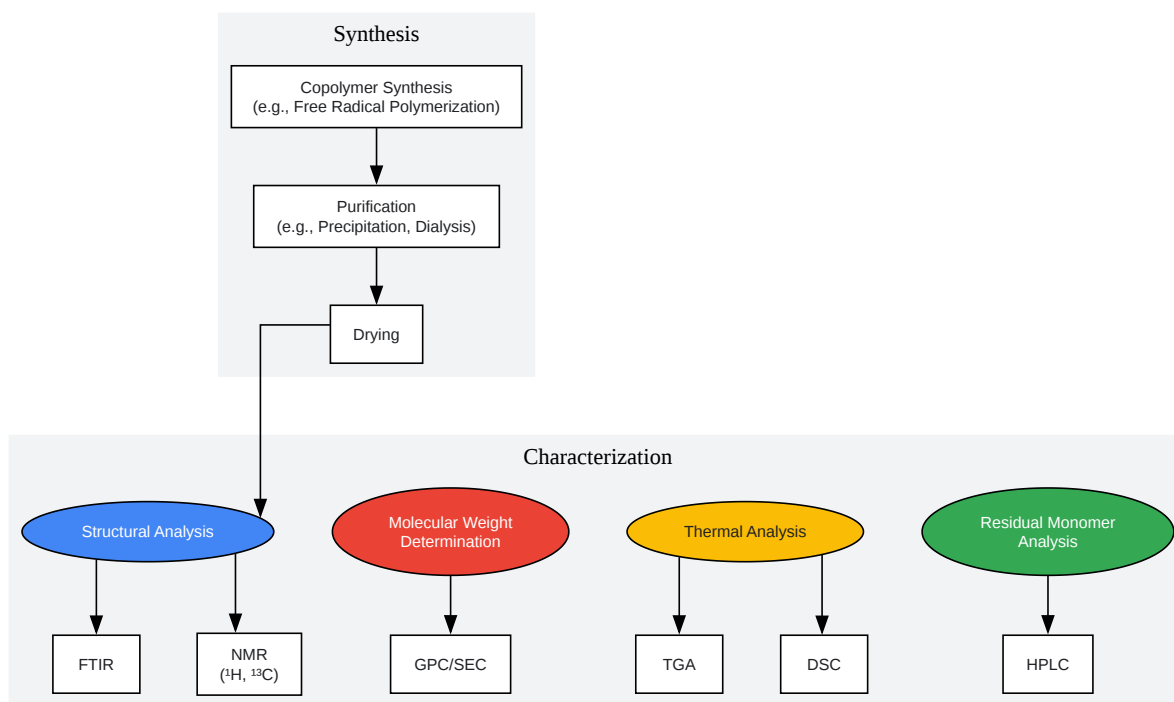 Synthesis
Copolymer Synthesis
(e.g., Free Radical Polymerization)
Purification
(e.g., Precipitation, Dialysis)
Drying
Characterization
Structural Analysis
Molecular Weight
Determination
Thermal Analysis
Residual Monomer
Analysis
FTIR
NMR
(¹H, ¹³C)
GPC/SEC
TGA
DSC
HPLC